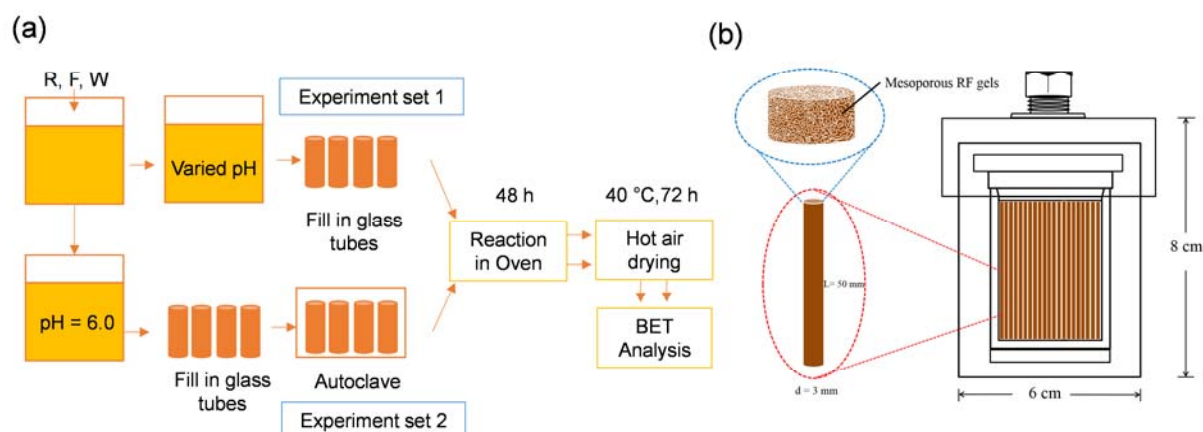 (a)
R, F, W
Experiment set 1
Varied pH
Fill in glass
tubes
pH = 6.0
Fill in glass
tubes
Autoclave
Experiment set 2
48 h
Reaction
in Oven
40 °C,72 h
Hot air
drying
BET
Analysis
(b)
Mesoporous RF gels
L= 50 mm
d = 3 mm
8 cm
6 cm